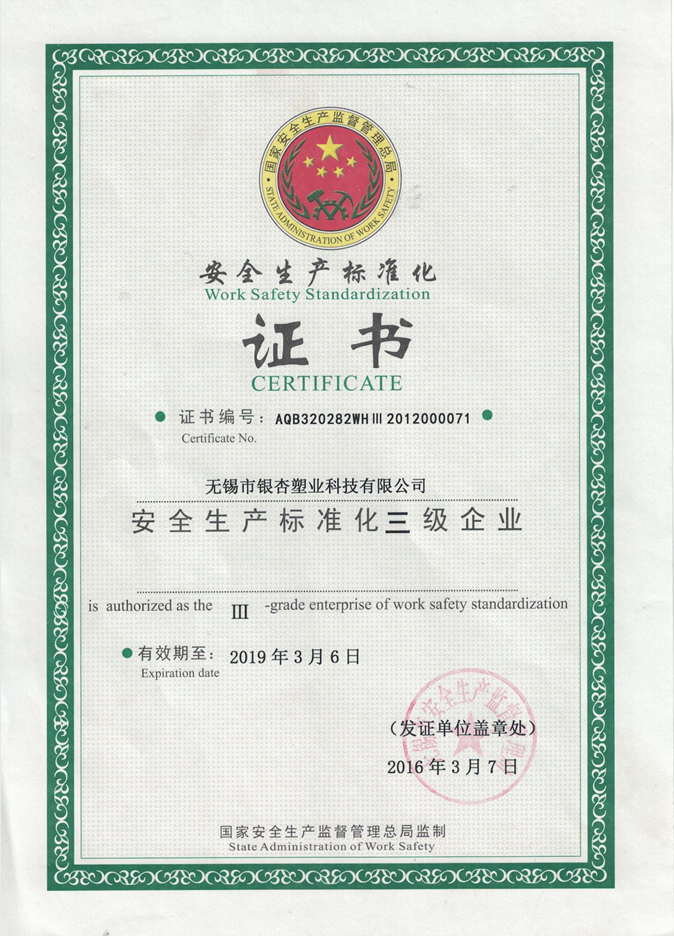 国家安全生产监督管理总局
STATE ADMINISTRATION OF WORK SAFETY
安全生产标准化
Work Safety Standardization
证书
CERTIFICATE
证书编号：AQB320282WHⅢ2012000071
Certificate No.
无锡市银杏塑业科技有限公司
安全生产标准化三级企业
is authorized as the Ⅲ -grade enterprise of work safety standardization
有效期至：2019年3月6日
Expiration date
（发证单位盖章处）
2016年3月7日
国家安全生产监督管理总局监制
State Administration of Work Safety